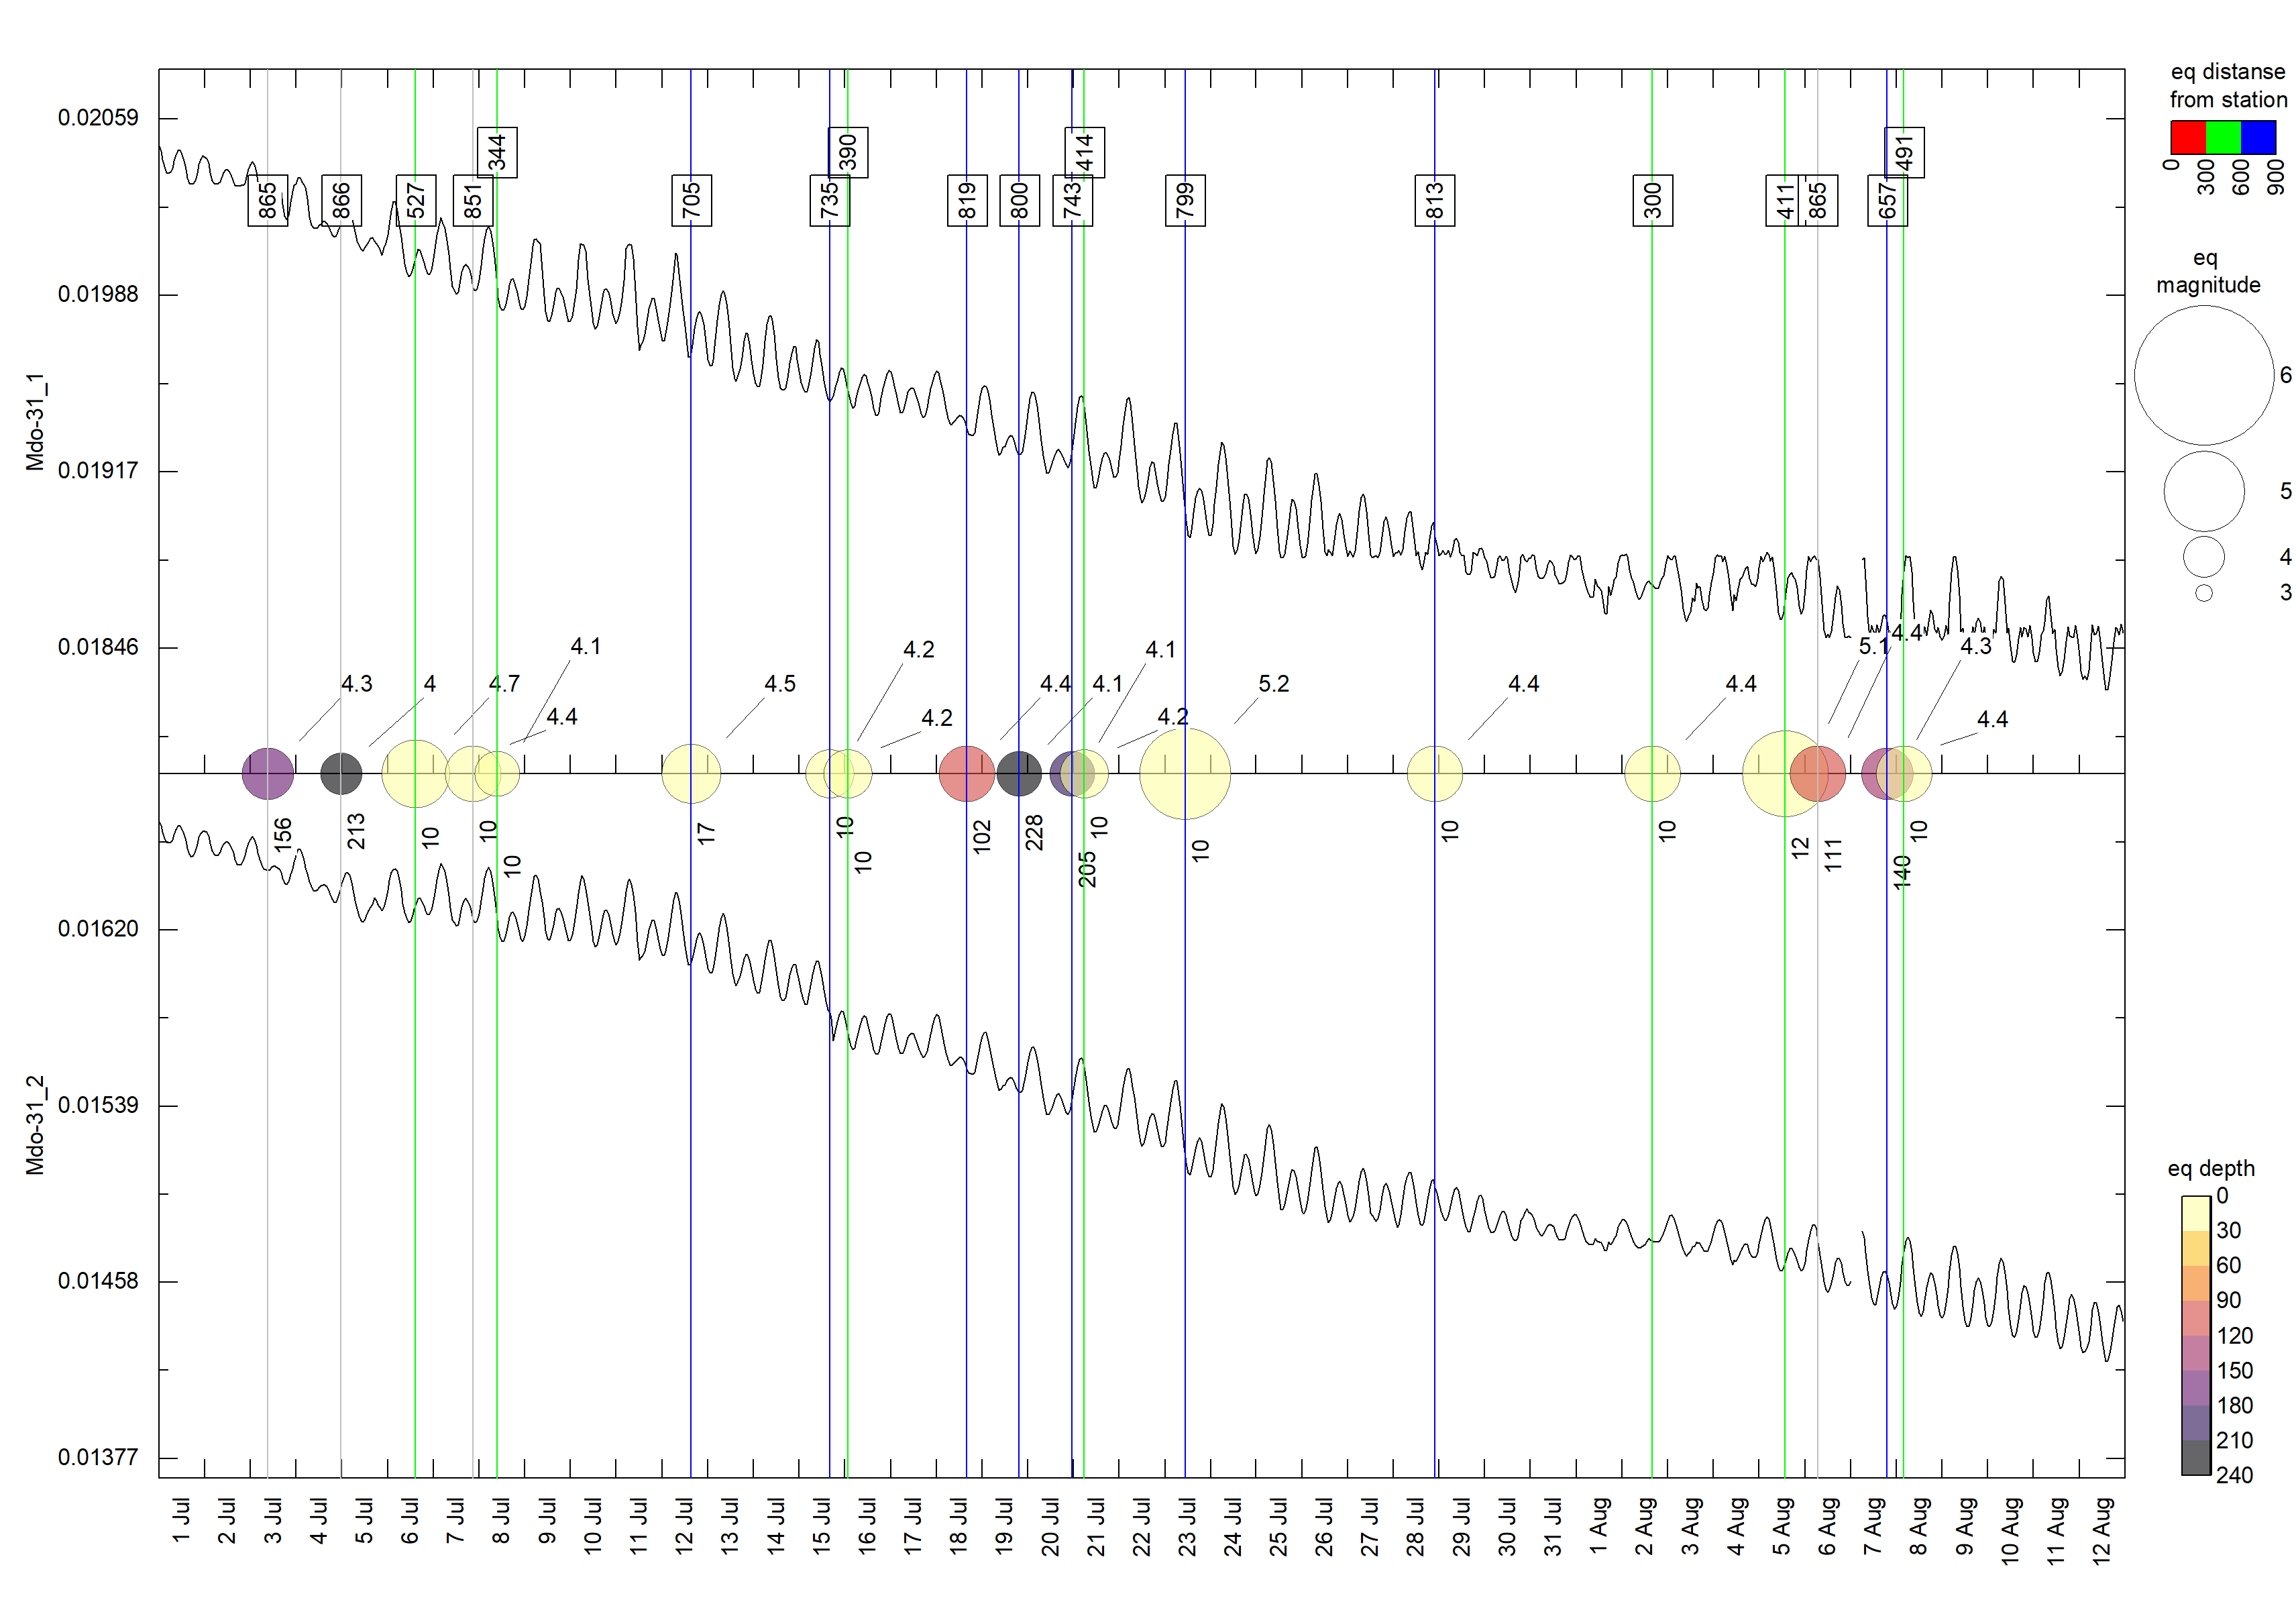 eq distanse
from station
0
300
600
900
0.02059
344
390
414
491
865
866
527
851
705
735
819
800
743
799
813
300
411
865
657
eq
magnitude
6
5
4
3
0.01988
Mdo-31_1
0.01917
0.01846
4.3
4
4.7
4.1
4.4
4.5
4.2
4.2
4.4
4.1
4.1
4.2
5.2
4.4
4.4
5.1
4.4
4.3
4.4
156
213
10
10
10
17
10
10
102
228
205
10
10
10
10
12
111
140
10
0.01620
Mdo-31_2
0.01539
0.01458
0.01377
eq depth
0
30
60
90
120
150
180
210
240
1 Jul
2 Jul
3 Jul
4 Jul
5 Jul
6 Jul
7 Jul
8 Jul
9 Jul
10 Jul
11 Jul
12 Jul
13 Jul
14 Jul
15 Jul
16 Jul
17 Jul
18 Jul
19 Jul
20 Jul
21 Jul
22 Jul
23 Jul
24 Jul
25 Jul
26 Jul
27 Jul
28 Jul
29 Jul
30 Jul
31 Jul
1 Aug
2 Aug
3 Aug
4 Aug
5 Aug
6 Aug
7 Aug
8 Aug
9 Aug
10 Aug
11 Aug
12 Aug